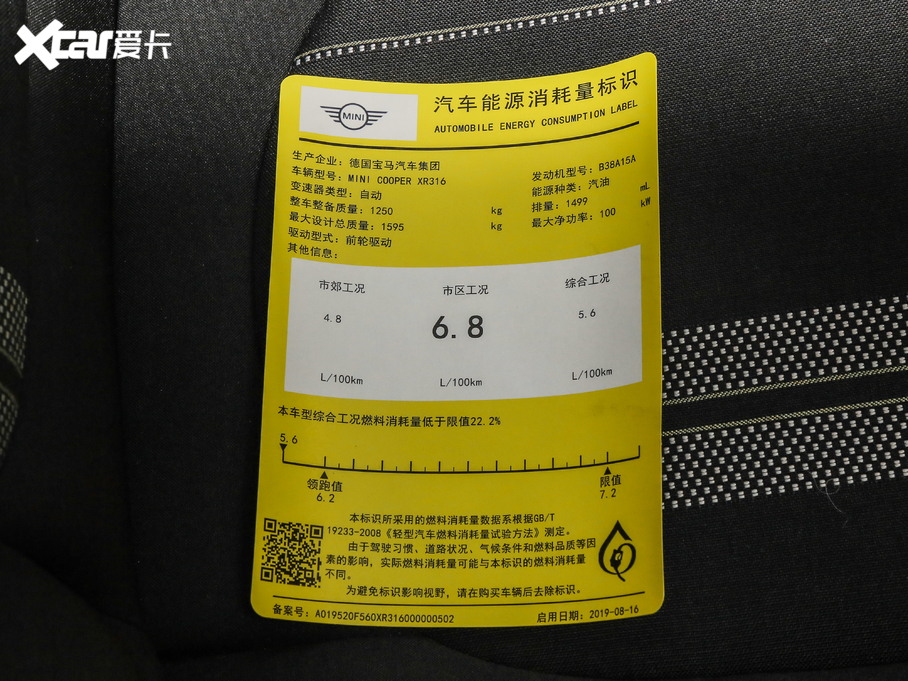 Xcar爱卡
MINI
汽车能源消耗量标识
AUTOMOBILE ENERGY CONSUMPTION LABEL
生产企业：德国宝马汽车集团
车辆型号：MINI COOPER XR316
变速器类型：自动
整车整备质量：1250 kg
最大设计总质量：1595 kg
驱动型式：前轮驱动
其他信息：
发动机型号：B38A15A
能源种类：汽油
排量：1499 mL
最大净功率：100 kW
市郊工况 市区工况 综合工况
4.8 6.8 5.6
L/100km L/100km L/100km
本车型综合工况燃料消耗量低于限值22.2%
5.6
领跑值 限值
6.2 7.2
本标识所采用的燃料消耗量数据系根据GB/T
19233-2008《轻型汽车燃料消耗量试验方法》测定。
由于驾驶习惯、道路状况、气候条件和燃料品质等因
素的影响，实际燃料消耗量可能与本标识的燃料消耗量
不同。
为避免标识影响视野，请在购买车辆后去除标识。
备案号：A019520F560XR316000000502 启用日期：2019-08-16